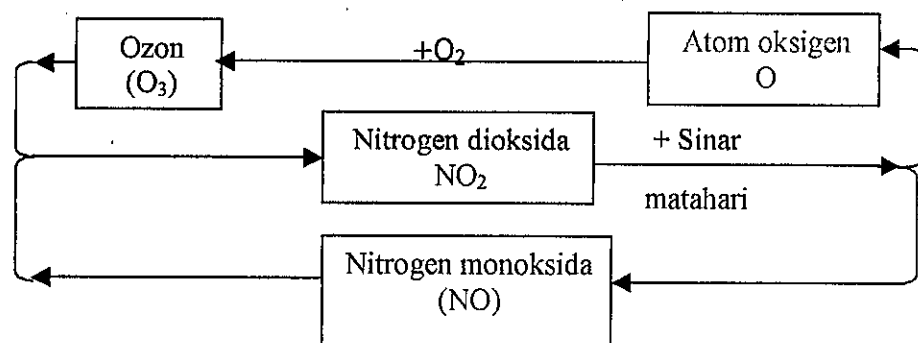 Ozon
(O₃)
+O₂
Atom oksigen
O
Nitrogen dioksida
NO₂
+ Sinar
matahari
Nitrogen monoksida
(NO)